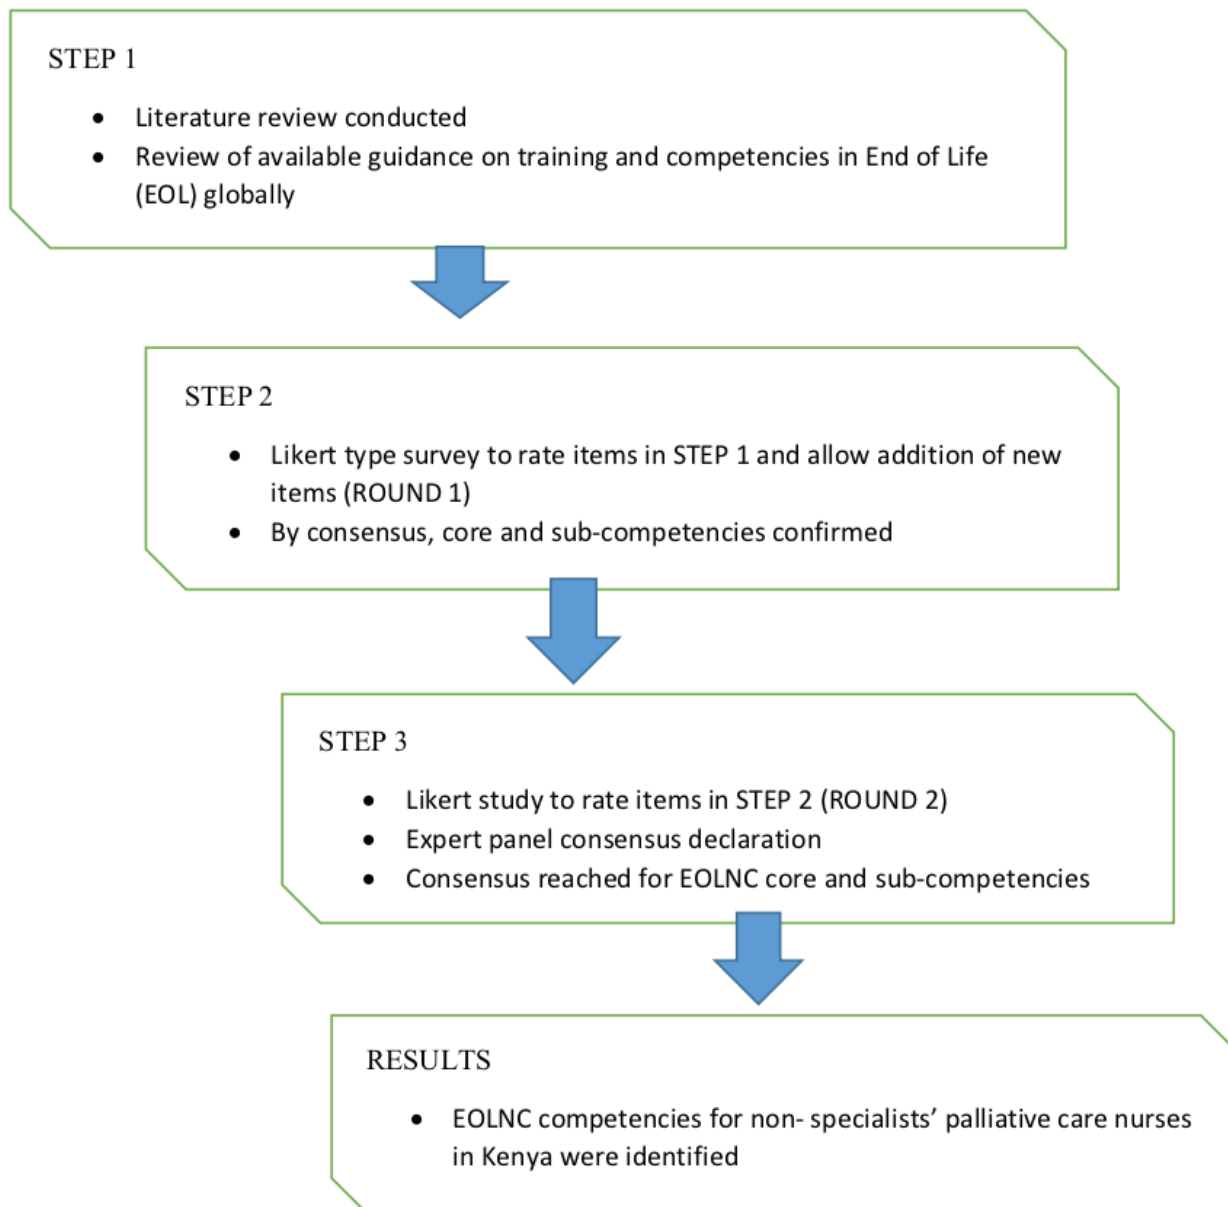 STEP 1
• Literature review conducted
• Review of available guidance on training and competencies in End of Life
(EOL) globally
STEP 2
• Likert type survey to rate items in STEP 1 and allow addition of new
items (ROUND 1)
• By consensus, core and sub-competencies confirmed
STEP 3
• Likert study to rate items in STEP 2 (ROUND 2)
• Expert panel consensus declaration
• Consensus reached for EOLNC core and sub-competencies
RESULTS
• EOLNC competencies for non- specialists’ palliative care nurses
in Kenya were identified